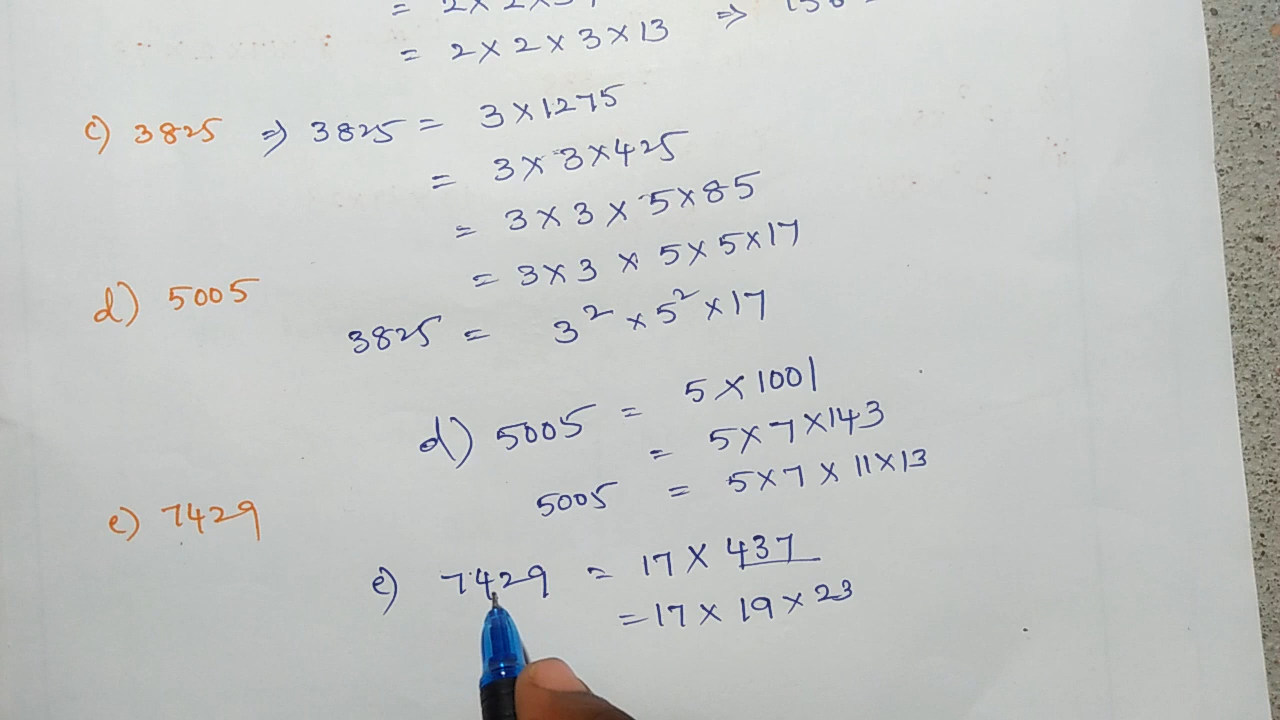 = 2 × 2 ×
= 2 × 2 × 3 × 13 ⇒
c) 3825 ⇒ 3825 = 3 × 1275
= 3 × 3 × 425
= 3 × 3 × 5 × 85
= 3 × 3 × 5 × 5 × 17
d) 5005
3825 = 3² × 5² × 17
d) 5005 = 5 × 1001
= 5 × 7 × 143
5005 = 5 × 7 × 11 × 13
e) 7429
e) 7429 = 17 × 437
= 17 × 19 × 23